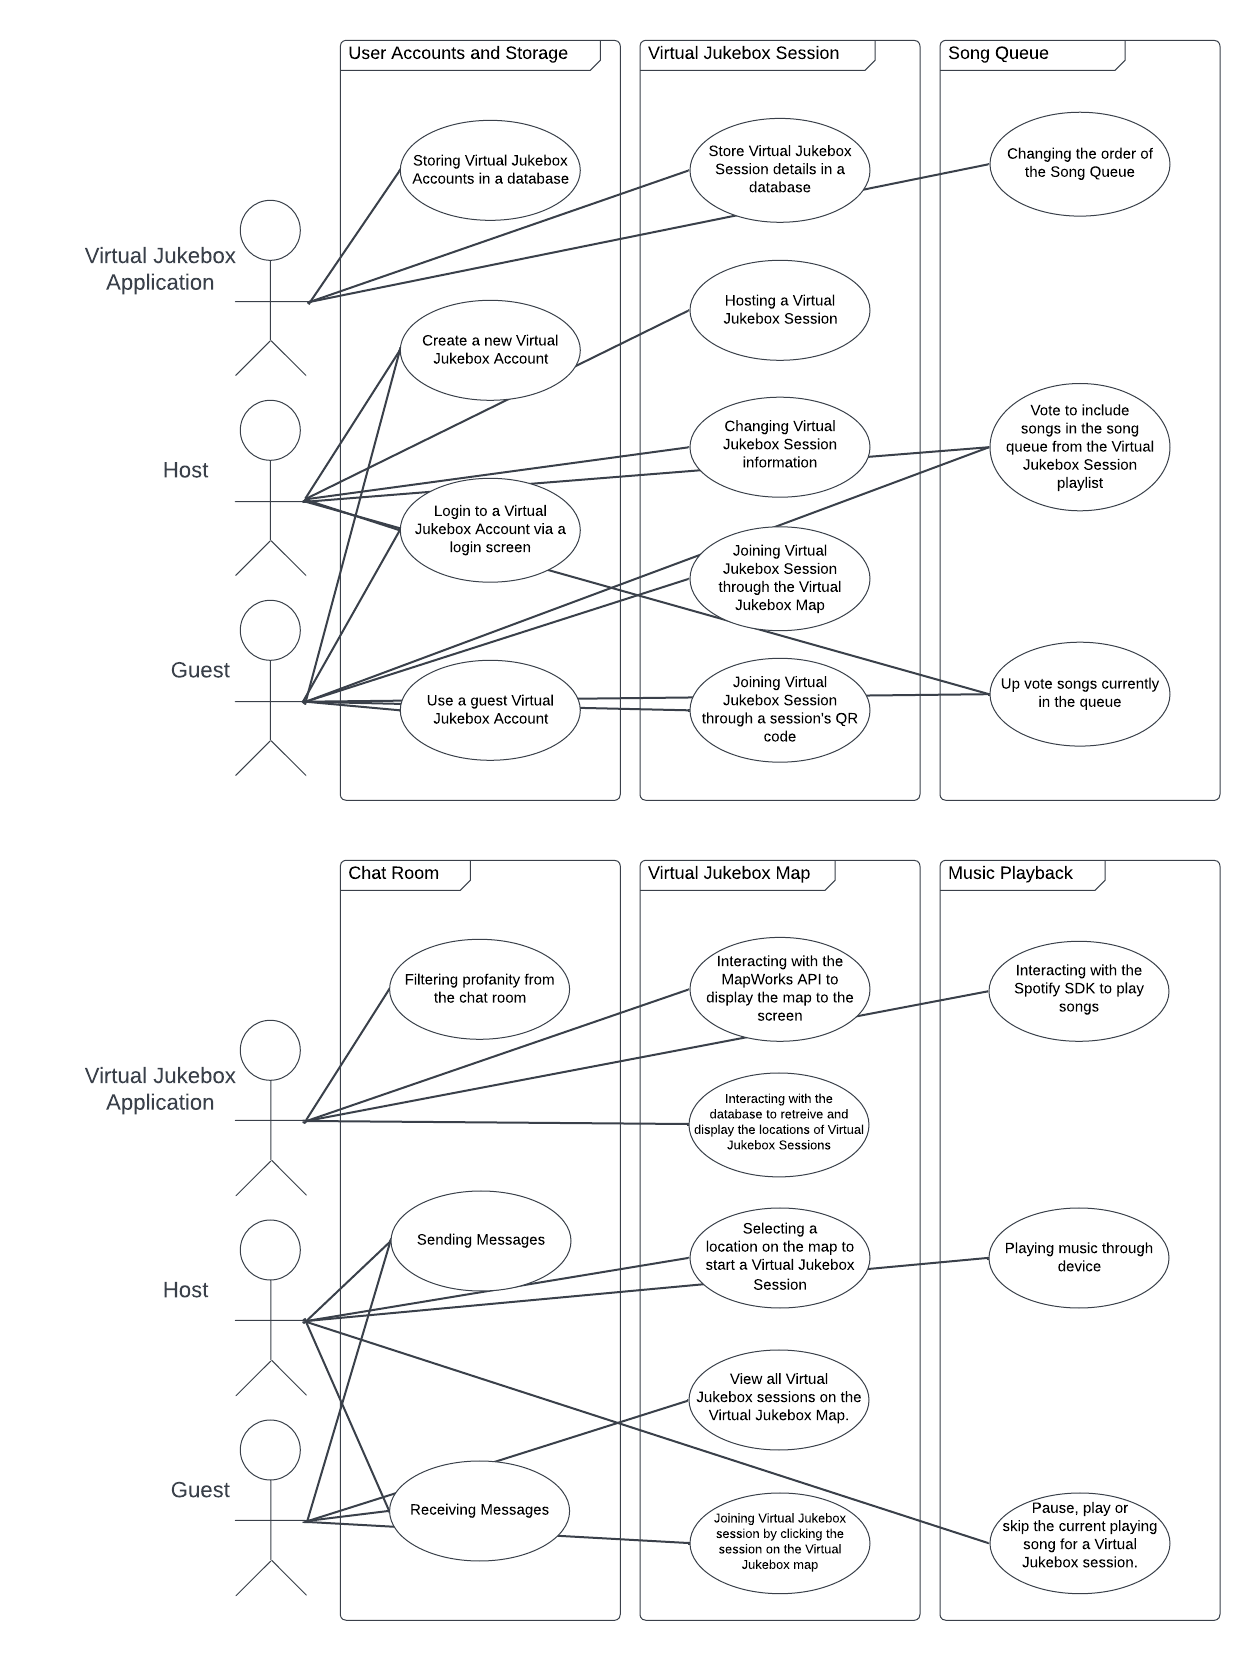 User Accounts and Storage
Virtual Jukebox Session
Song Queue
Storing Virtual Jukebox
Accounts in a database
Store Virtual Jukebox
Session details in a
database
Changing the order of
the Song Queue
Virtual Jukebox
Application
Hosting a Virtual
Jukebox Session
Create a new Virtual
Jukebox Account
Host
Changing Virtual
Jukebox Session
information
Vote to include
songs in the song
queue from the Virtual
Jukebox Session
playlist
Login to a Virtual
Jukebox Account via a
login screen
Joining Virtual
Jukebox Session
through the Virtual
Jukebox Map
Guest
Use a guest Virtual
Jukebox Account
Joining Virtual
Jukebox Session
through a session's QR
code
Up vote songs currently
in the queue
Chat Room
Virtual Jukebox Map
Music Playback
Filtering profanity from
the chat room
Interacting with the
MapWorks API to
display the map to the
screen
Interacting with the
Spotify SDK to play
songs
Virtual Jukebox
Application
Interacting with the
database to retreive and
display the locations of Virtual
Jukebox Sessions
Host
Sending Messages
Selecting a
location on the map to
start a Virtual Jukebox
Session
Playing music through
device
View all Virtual
Jukebox sessions on the
Virtual Jukebox Map.
Guest
Receiving Messages
Joining Virtual Jukebox
session by clicking the
session on the Virtual
Jukebox map
Pause, play or
skip the current playing
song for a Virtual
Jukebox session.